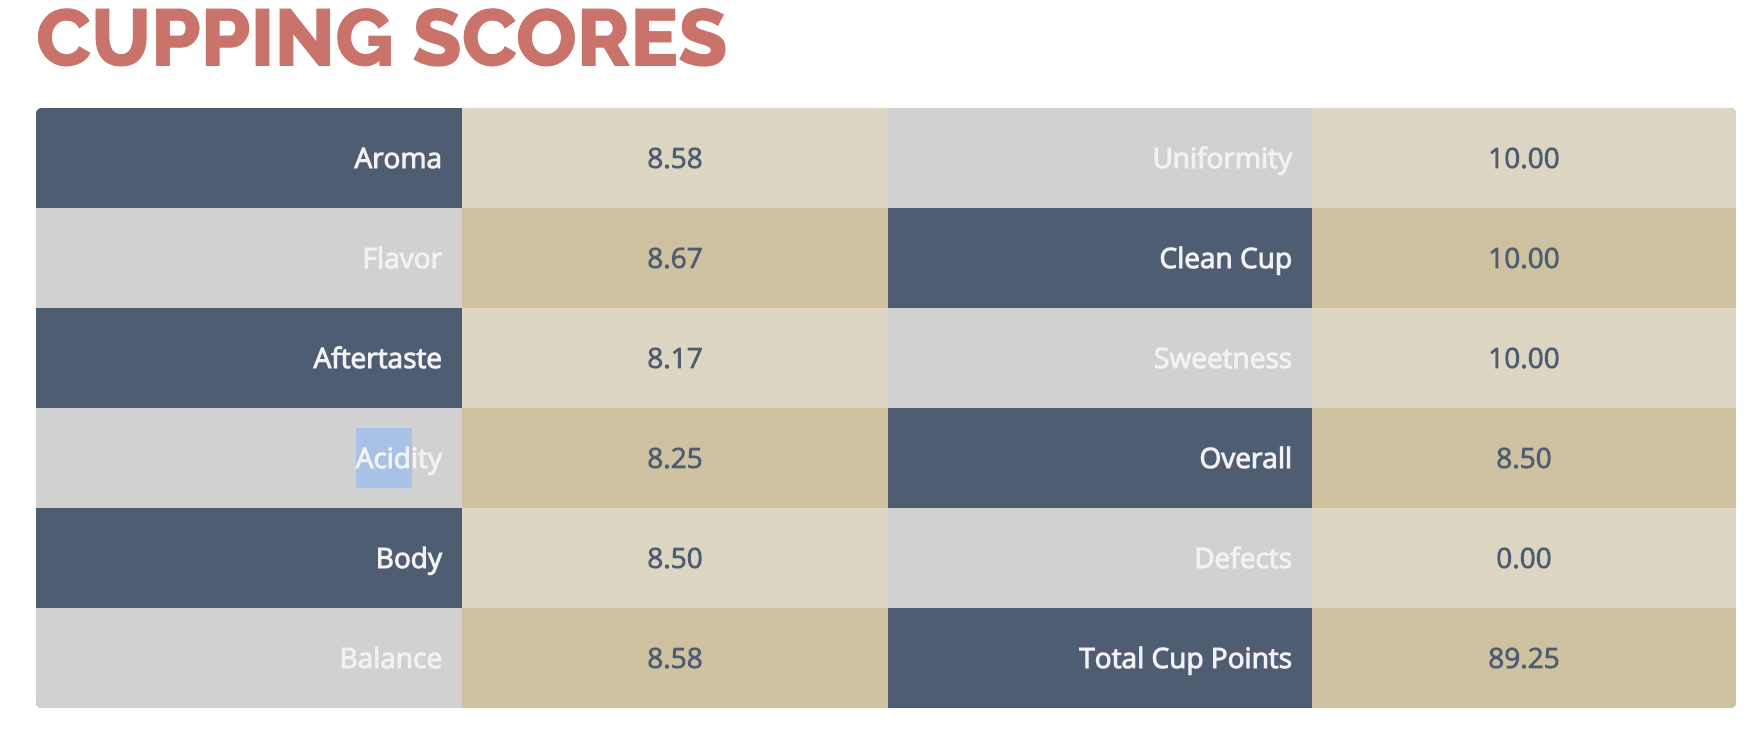 CUPPING SCORES
Aroma 8.58 Uniformity 10.00
Flavor 8.67 Clean Cup 10.00
Aftertaste 8.17 Sweetness 10.00
Acidity 8.25 Overall 8.50
Body 8.50 Defects 0.00
Balance 8.58 Total Cup Points 89.25